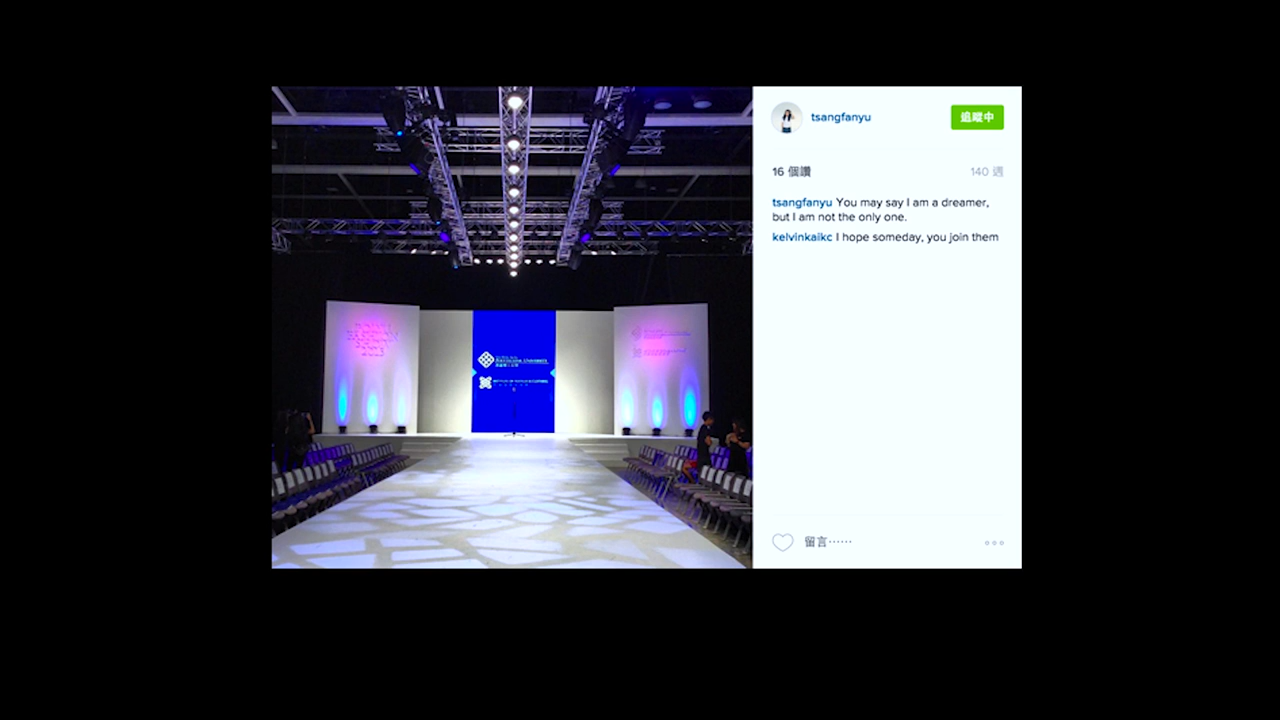 tsangfanyu
追蹤中
16 個讚
140 週
tsangfanyu You may say I am a dreamer,
but I am not the only one.
kelvinkaikc I hope someday, you join them
留言⋯⋯